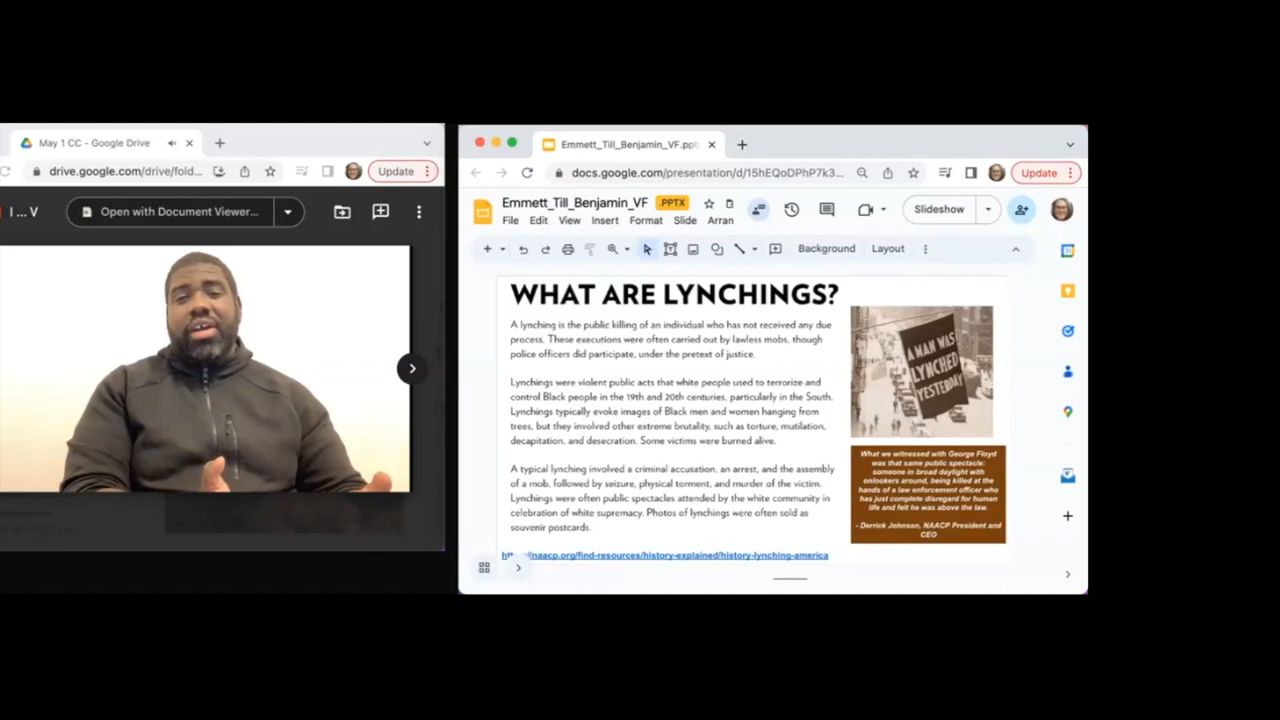 May 1 CC - Google Drive
drive.google.com/drive/fold...
Update
I ... V
Open with Document Viewer...
Emmett_Till_Benjamin_VF.ppt
docs.google.com/presentation/d/15hEQoDPhP7k3...
Update
Emmett_Till_Benjamin_VF
.PPTX
Slideshow
File Edit View Insert Format Slide Arran
Background
Layout
WHAT ARE LYNCHINGS?
A lynching is the public killing of an individual who has not received any due
process. These executions were often carried out by lawless mobs, though
police officers did participate, under the pretext of justice.
Lynchings were violent public acts that white people used to terrorize and
control Black people in the 19th and 20th centuries, particularly in the South.
Lynchings typically evoke images of Black men and women hanging from
trees, but they involved other extreme brutality, such as torture, mutilation,
decapitation, and desecration. Some victims were burned alive.
A typical lynching involved a criminal accusation, an arrest, and the assembly
of a mob, followed by seizure, physical torment, and murder of the victim.
Lynchings were often public spectacles attended by the white community in
celebration of white supremacy. Photos of lynchings were often sold as
souvenir postcards.
A MAN WAS
LYNCHED
YESTERDAY
What we witnessed with George Floyd
was that same public spectacle:
someone in broad daylight with
onlookers around, being killed at the
hands of a law enforcement officer who
has just complete disregard for human
life and felt he was above the law.
- Derrick Johnson, NAACP President and
CEO
naacp.org/find-resources/history-explained/history-lynching-america